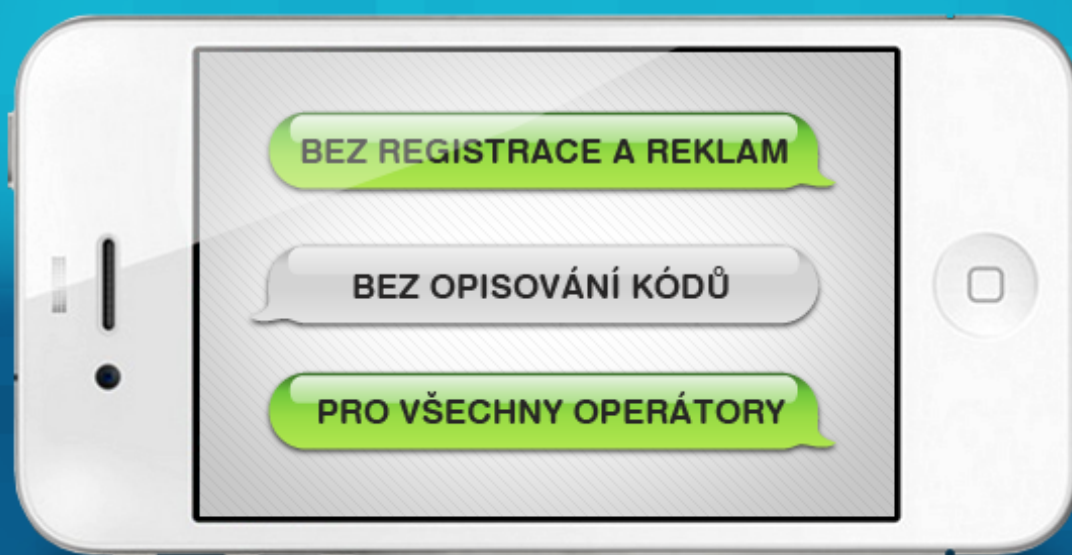 BEZ REGISTRACE A REKLAM
BEZ OPISOVÁNÍ KÓDŮ
PRO VŠECHNY OPERÁTORY